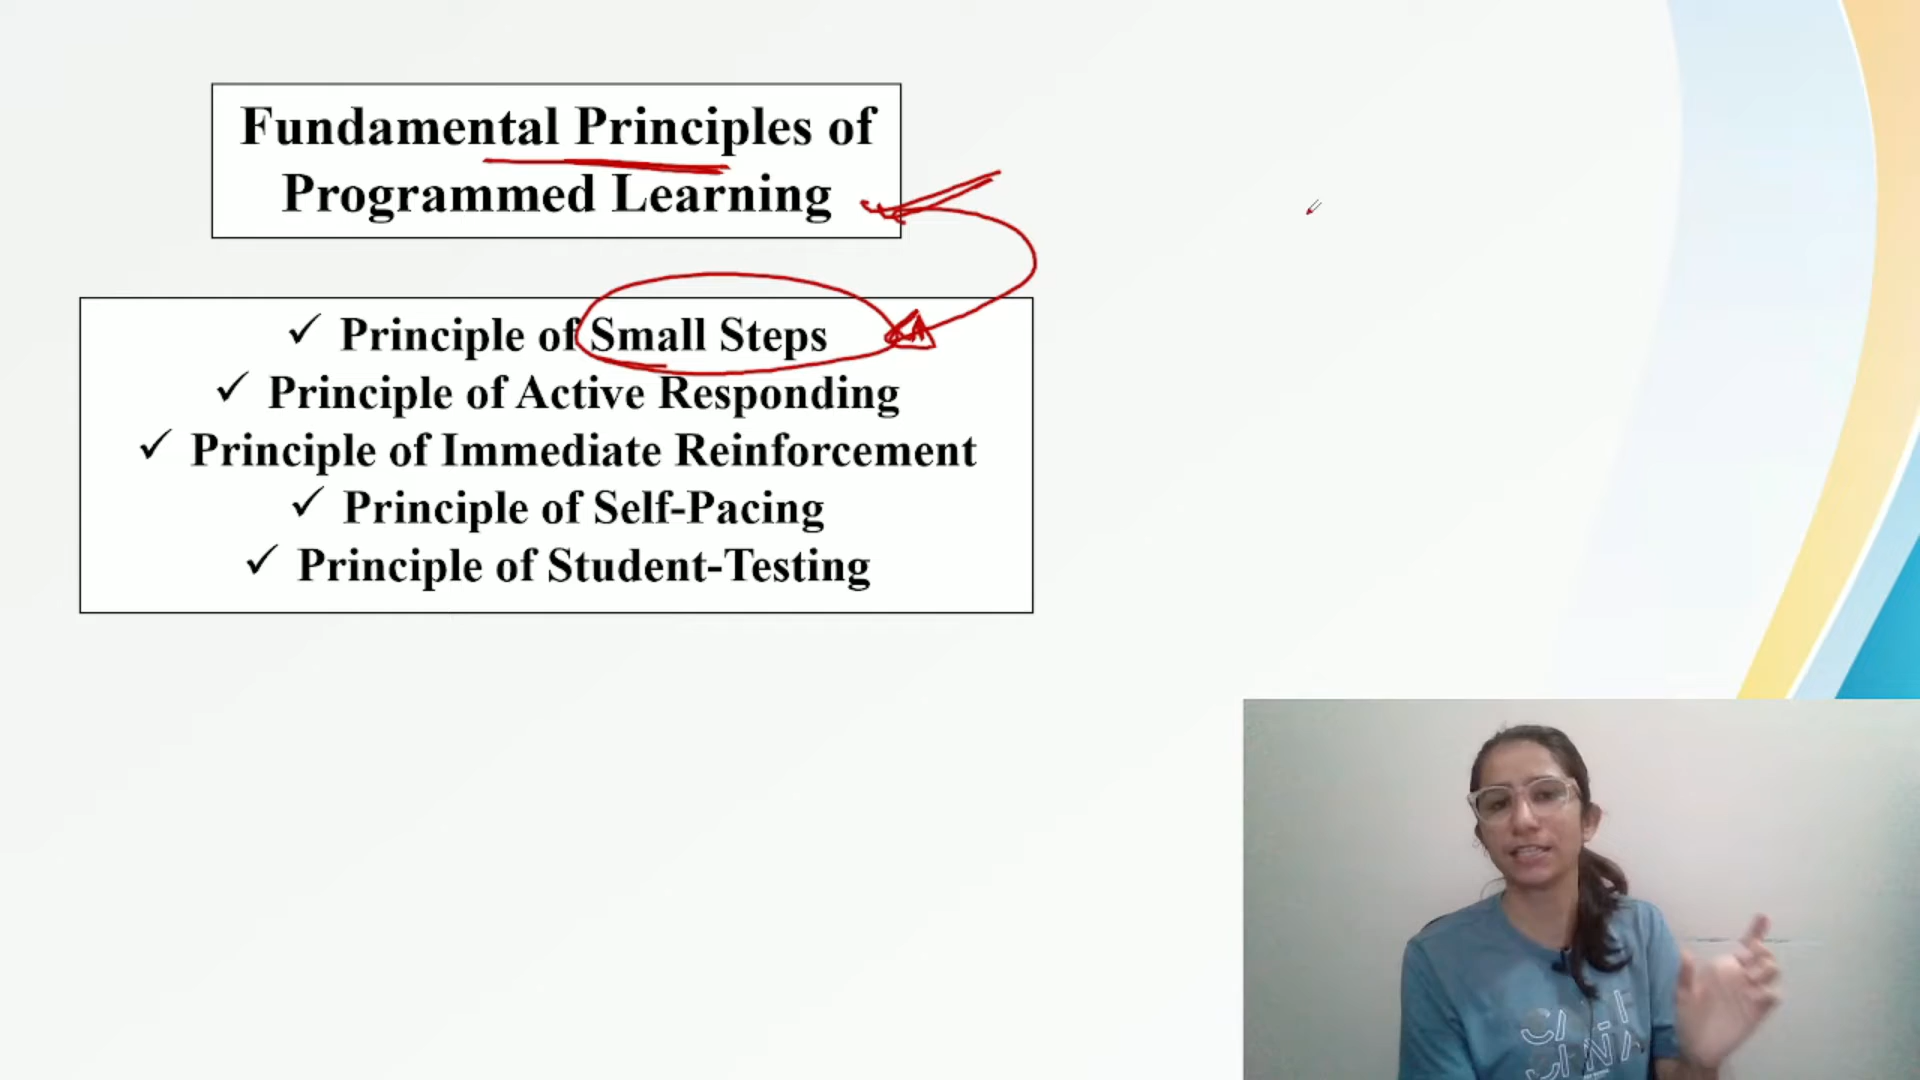 Fundamental Principles of
Programmed Learning
✓ Principle of Small Steps
✓ Principle of Active Responding
✓ Principle of Immediate Reinforcement
✓ Principle of Self-Pacing
✓ Principle of Student-Testing